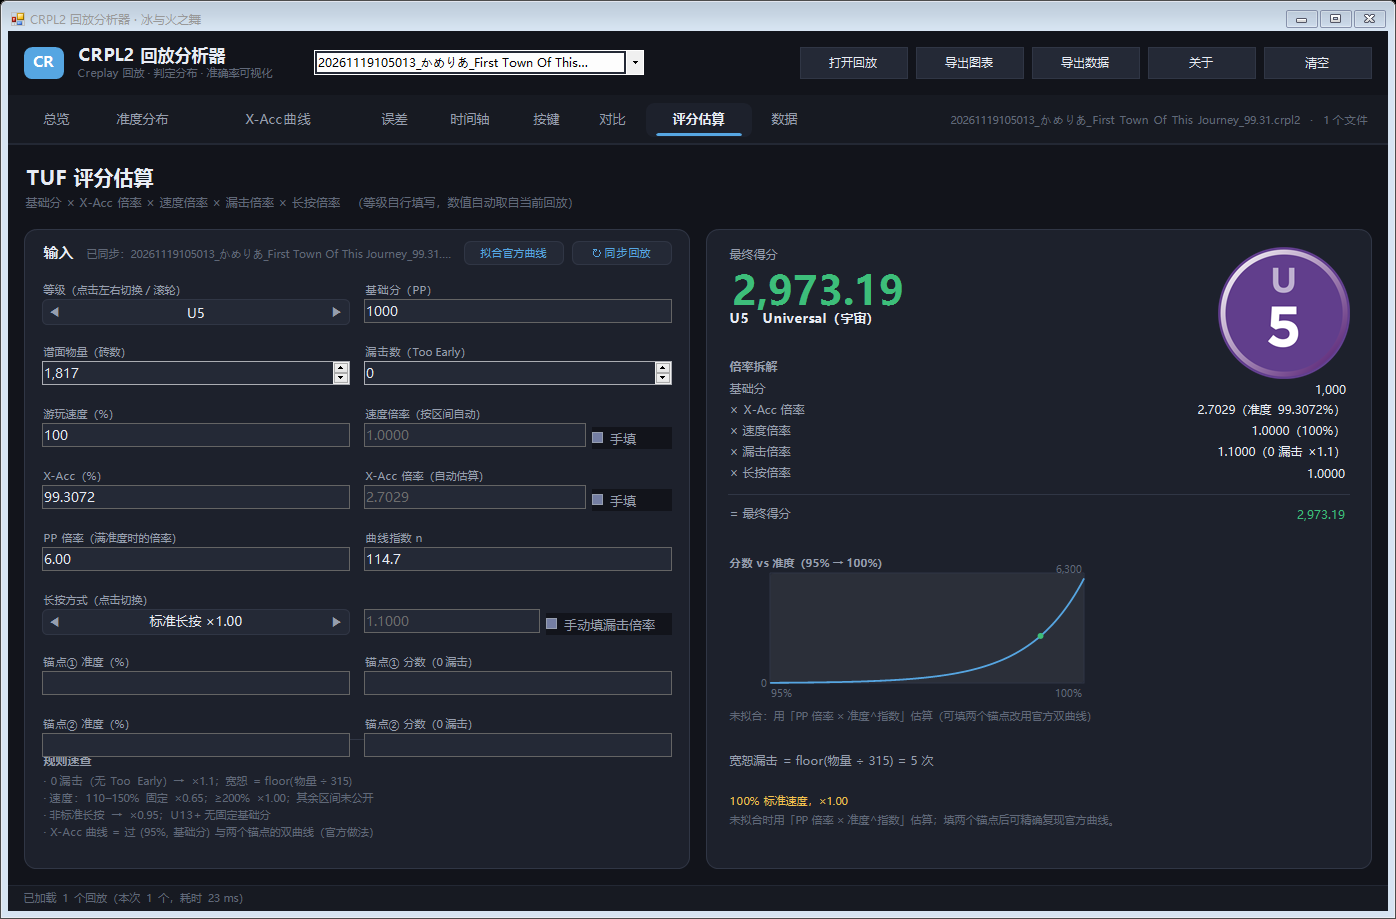 CRPL2 回放分析器 · 冰与火之舞
CR
CRPL2 回放分析器
Creplay 回放 · 判定分布 · 准确率可视化
20261119105013_かめりあ_First Town Of This...
打开回放
导出图表
导出数据
关于
清空
总览
准度分布
X-Acc曲线
误差
时间轴
按键
对比
评分估算
数据
20261119105013_かめりあ_First Town Of This Journey_99.31.crpl2 · 1 个文件
TUF 评分估算
基础分 × X-Acc 倍率 × 速度倍率 × 漏击倍率 × 长按倍率 （等级自行填写，数值自动取自当前回放）
输入
已同步：20261119105013_かめりあ_First Town Of This Journey_99.31....
拟合官方曲线
↻ 同步回放
等级（点击左右切换 / 滚轮）
基础分（PP）
◀ U5 ▶
1000
谱面物量（砖数）
漏击数（Too Early）
1,817
0
游玩速度（%）
速度倍率（按区间自动）
100
1.0000
手填
X-Acc（%）
X-Acc 倍率（自动估算）
99.3072
2.7029
手填
PP 倍率（满准度时的倍率）
曲线指数 n
6.00
114.7
长按方式（点击切换）
◀ 标准长按 ×1.00 ▶
1.1000
手动填漏击倍率
锚点① 准度（%）
锚点① 分数（0 漏击）
锚点② 准度（%）
锚点② 分数（0 漏击）
规则速查
· 0 漏击（无 Too Early）→ ×1.1；宽恕 = floor(物量 ÷ 315)
· 速度：110–150% 固定 ×0.65；≥200% ×1.00；其余区间未公开
· 非标准长按 → ×0.95；U13+ 无固定基础分
· X-Acc 曲线 = 过 (95%, 基础分) 与两个锚点的双曲线（官方做法）
最终得分
2,973.19
U5 Universal（宇宙）
U
5
倍率拆解
基础分
1,000
× X-Acc 倍率
2.7029（准度 99.3072%）
× 速度倍率
1.0000（100%）
× 漏击倍率
1.1000（0 漏击 ×1.1）
× 长按倍率
1.0000
= 最终得分
2,973.19
分数 vs 准度（95% → 100%）
6,300
0
95%
100%
未拟合：用「PP 倍率 × 准度^指数」估算（可填两个锚点改用官方双曲线）
宽恕漏击 = floor(物量 ÷ 315) = 5 次
100% 标准速度，×1.00
未拟合时用「PP 倍率 × 准度^指数」估算；填两个锚点后可精确复现官方曲线。
已加载 1 个回放（本次 1 个，耗时 23 ms）